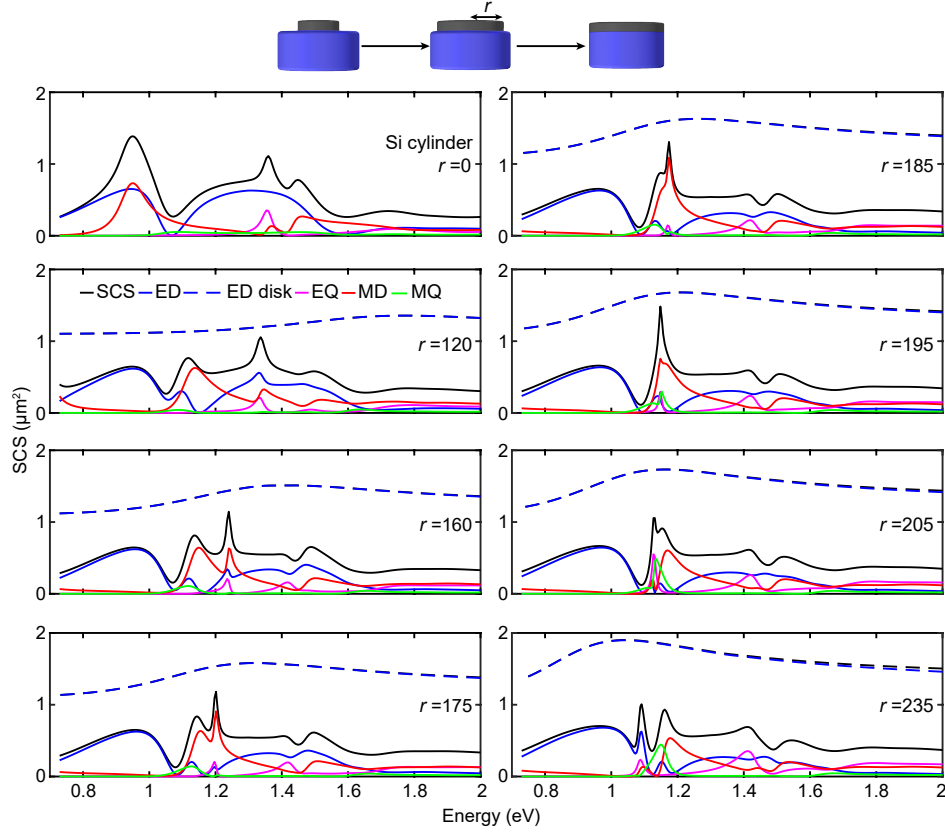 r
2
1
0
Si cylinder
r=0
2
1
0
SCS ED ED disk EQ MD MQ
r=120
2
1
0
r=160
2
1
0
r=175
0.8 1 1.2 1.4 1.6 1.8 2
Energy (eV)
SCS (μm²)
2
1
0
r=185
2
1
0
r=195
2
1
0
r=205
2
1
0
r=235
0.8 1 1.2 1.4 1.6 1.8 2
Energy (eV)